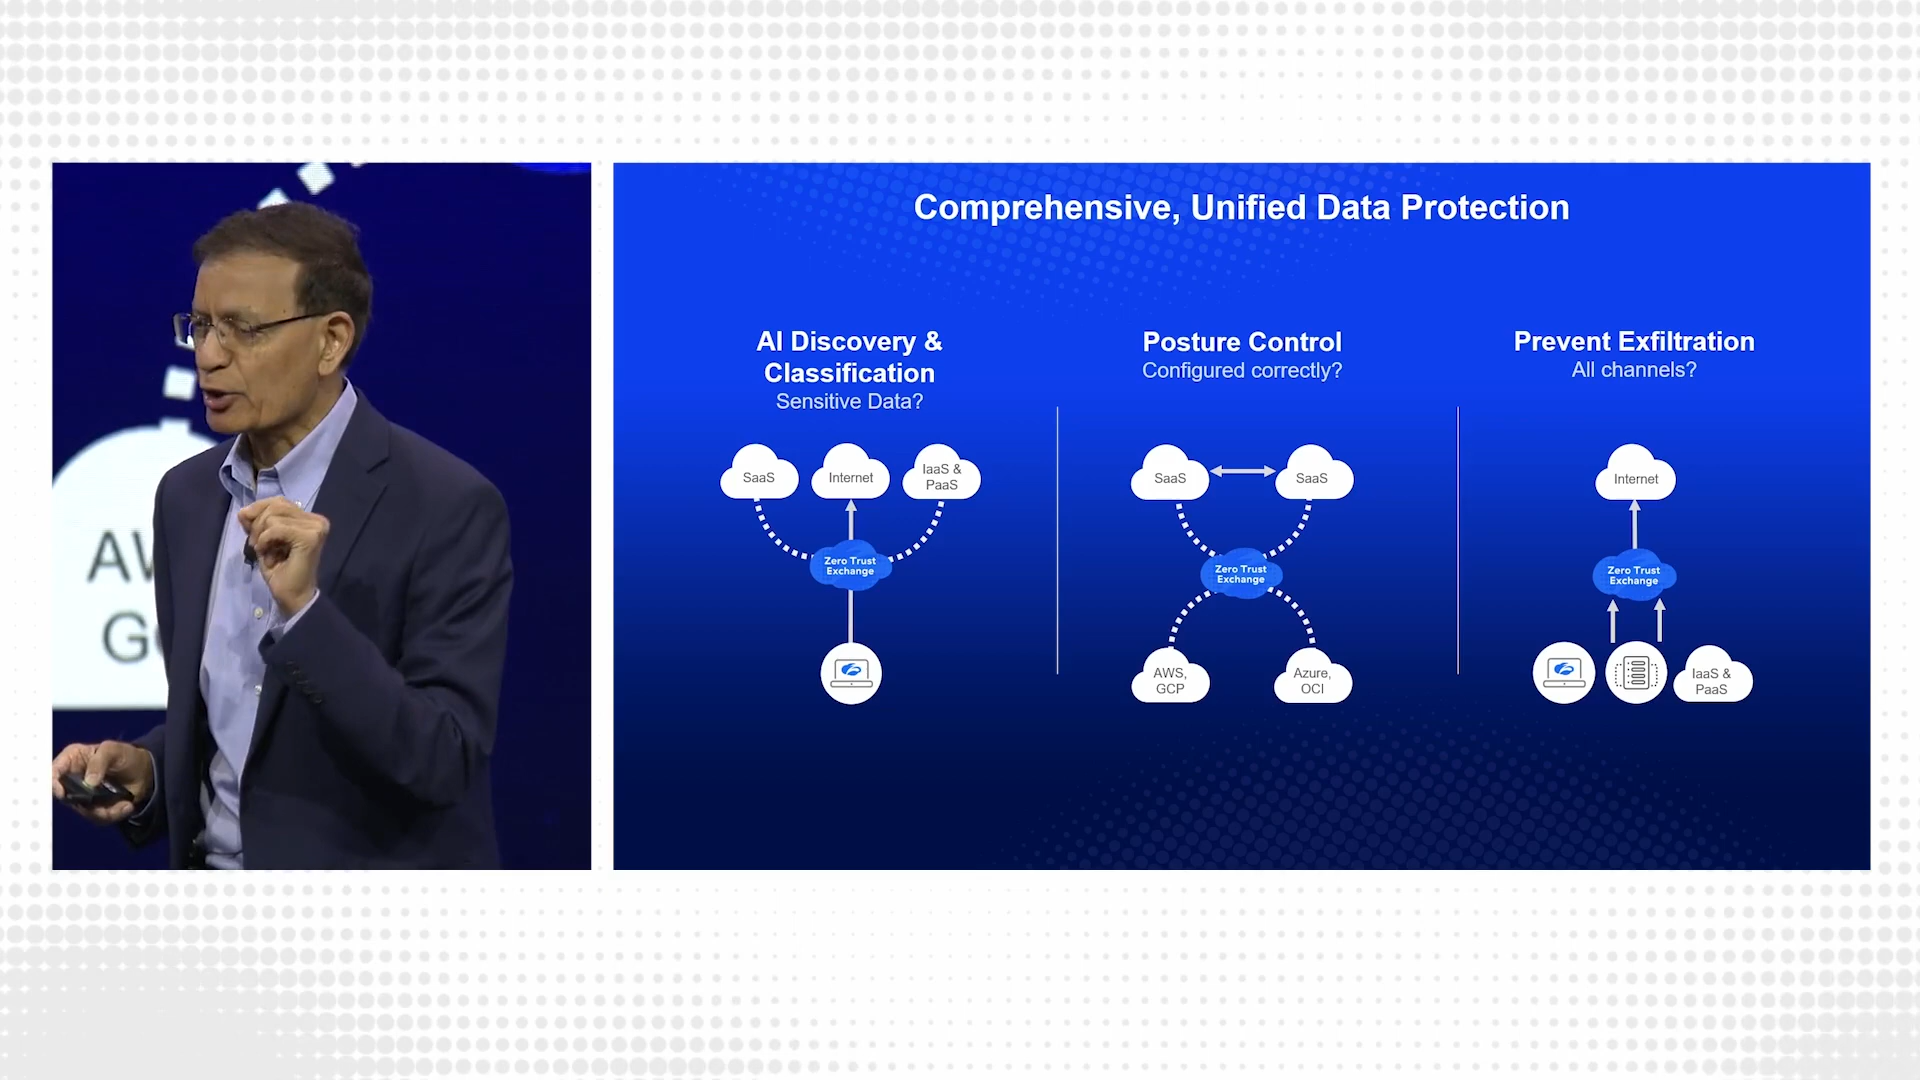 Comprehensive, Unified Data Protection
AI Discovery &
Classification
Sensitive Data?
SaaS
Internet
IaaS &
PaaS
Zero Trust
Exchange
Posture Control
Configured correctly?
SaaS
SaaS
Zero Trust
Exchange
AWS,
GCP
Azure,
OCI
Prevent Exfiltration
All channels?
Internet
Zero Trust
Exchange
IaaS &
PaaS